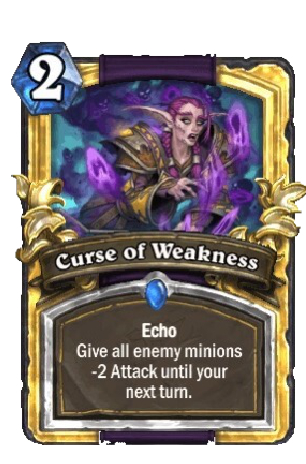 2
Curse of Weakness
Echo
Give all enemy minions
-2 Attack until your
next turn.